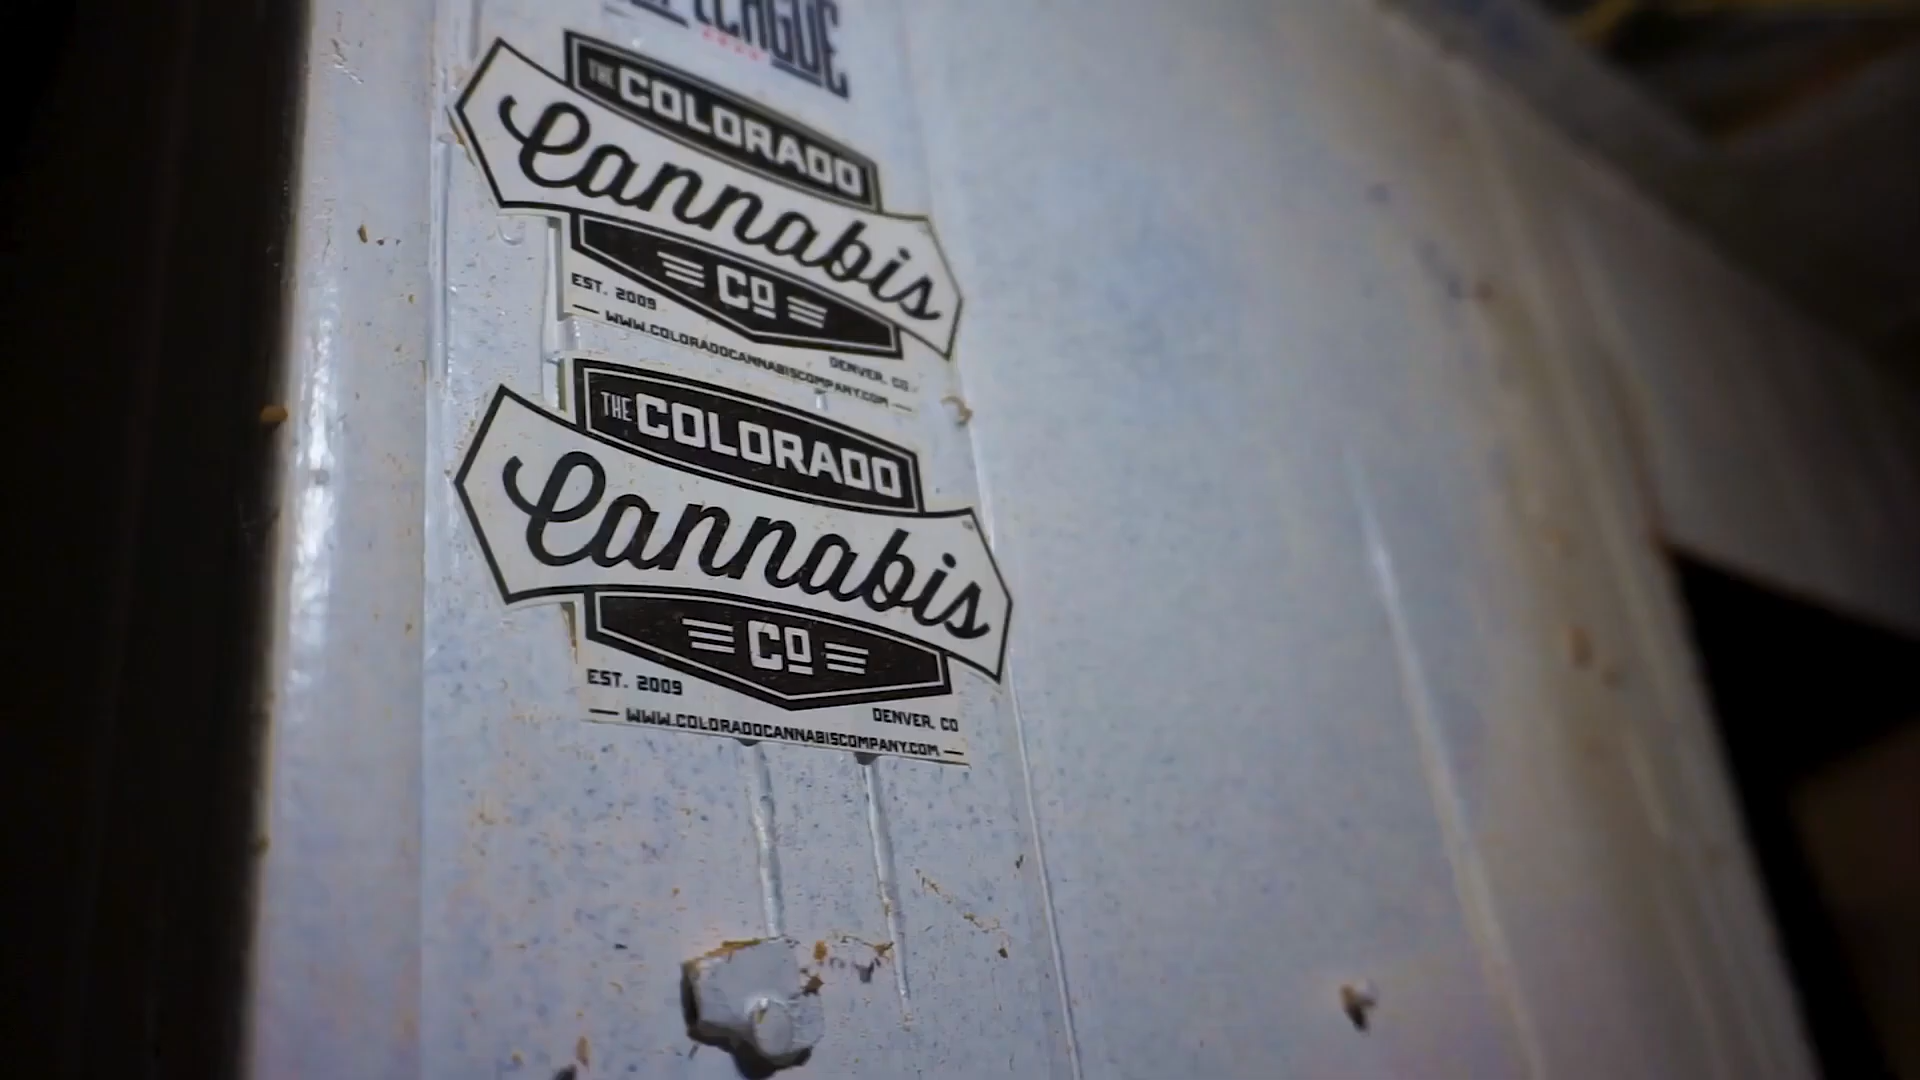 THE COLORADO
Cannabis
CO
EST. 2009
DENVER, CO
WWW.COLORADOCANNABISCOMPANY.COM
THE COLORADO
Cannabis
CO
EST. 2009
DENVER, CO
WWW.COLORADOCANNABISCOMPANY.COM